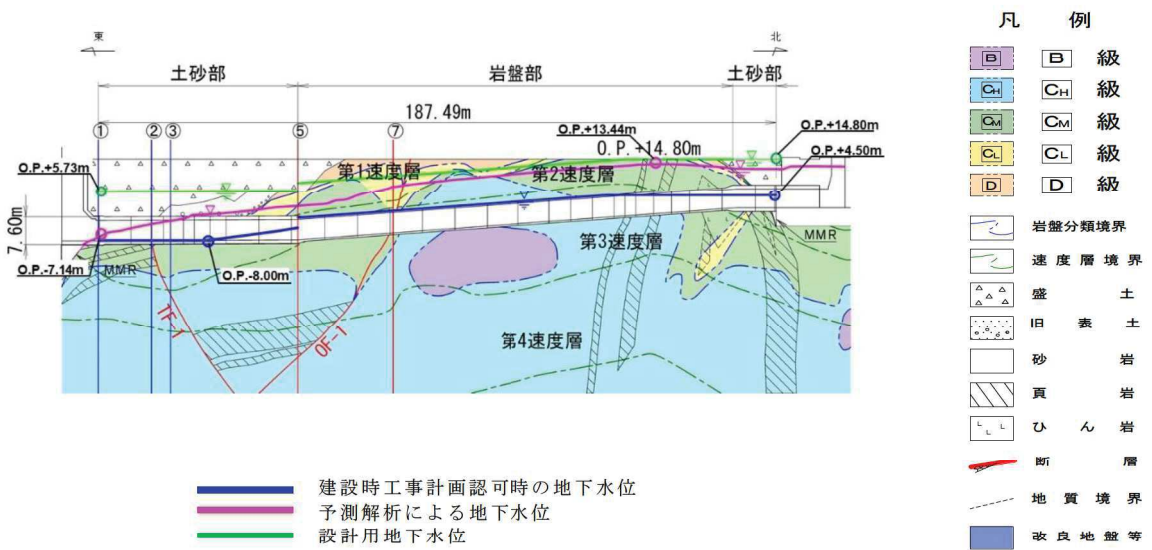 東
北
土砂部
岩盤部
土砂部
187.49m
①
②
③
⑤
⑦
O.P.+13.44m
O.P.+14.80m
O.P.+14.80m
O.P.+4.50m
O.P.+5.73m
第1速度層
第2速度層
7.60m
第3速度層
MMR
MMR
O.P.-7.14m
O.P.-8.00m
TF-1
OF-1
第4速度層
建設時工事計画認可時の地下水位
予測解析による地下水位
設計用地下水位
凡 例
B B 級
CH CH 級
CM CM 級
CL CL 級
D D 級
岩盤分類境界
速度層境界
盛土
旧表土
砂岩
頁岩
ひん岩
断層
地質境界
改良地盤等